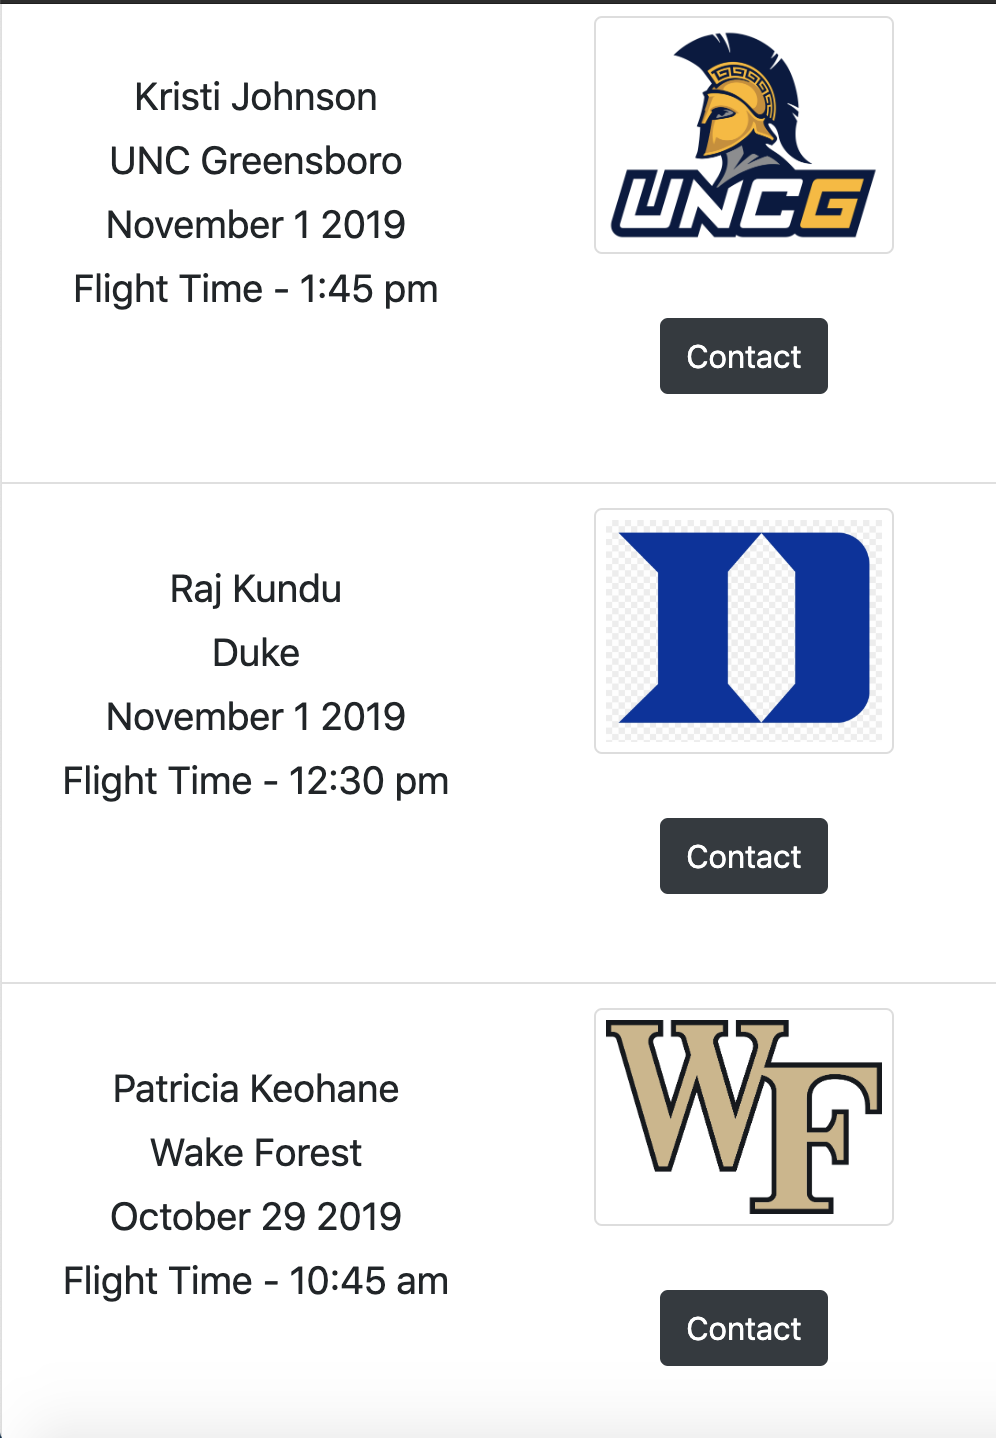 Kristi Johnson
UNC Greensboro
November 1 2019
Flight Time - 1:45 pm
UNCG
Contact
Raj Kundu
Duke
November 1 2019
Flight Time - 12:30 pm
D
Contact
Patricia Keohane
Wake Forest
October 29 2019
Flight Time - 10:45 am
WF
Contact